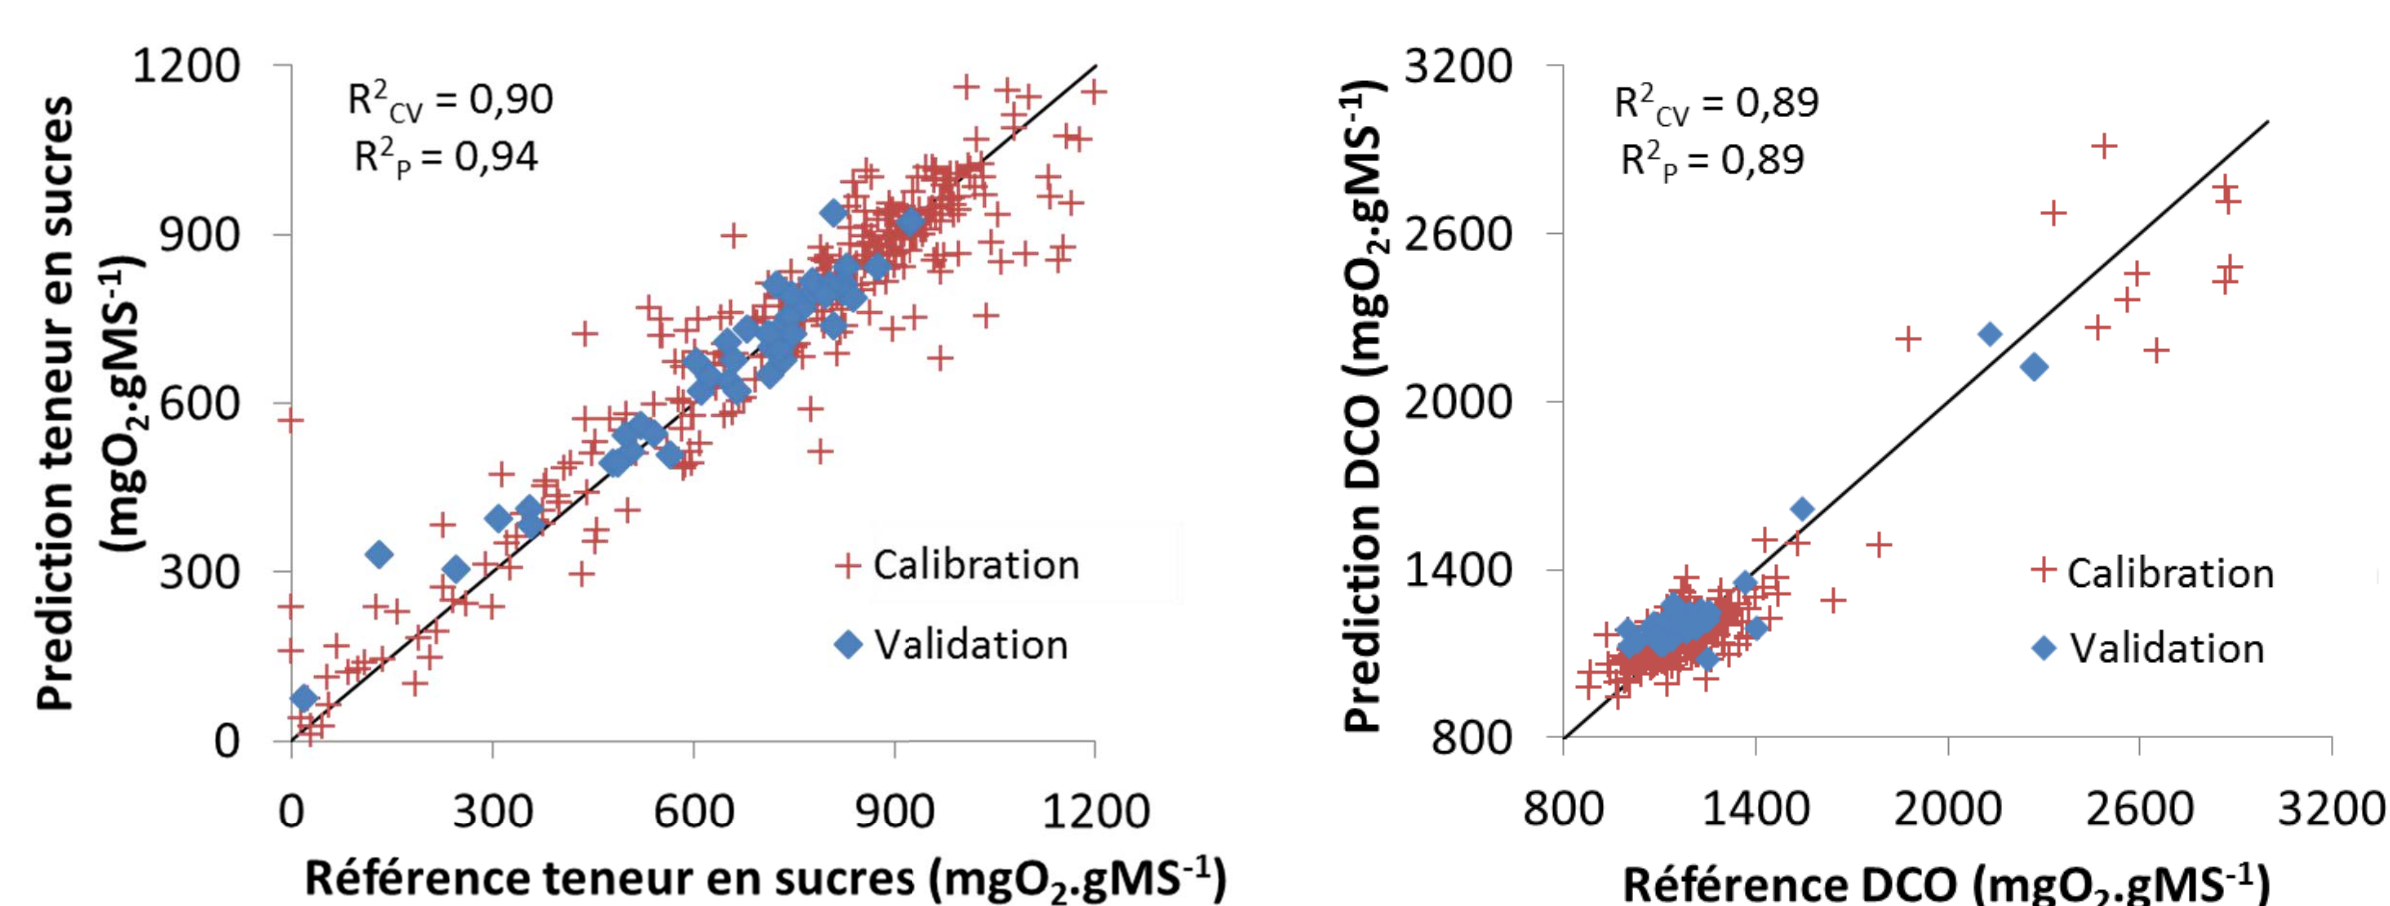 Prediction teneur en sucres
(mgO₂.gMS⁻¹)
1200
900
600
300
0
R²CV = 0,90
R²P = 0,94
Calibration
Validation
0 300 600 900 1200
Référence teneur en sucres (mgO₂.gMS⁻¹)
Prediction DCO (mgO₂.gMS⁻¹)
3200
2600
2000
1400
800
R²CV = 0,89
R²P = 0,89
Calibration
Validation
800 1400 2000 2600 3200
Référence DCO (mgO₂.gMS⁻¹)